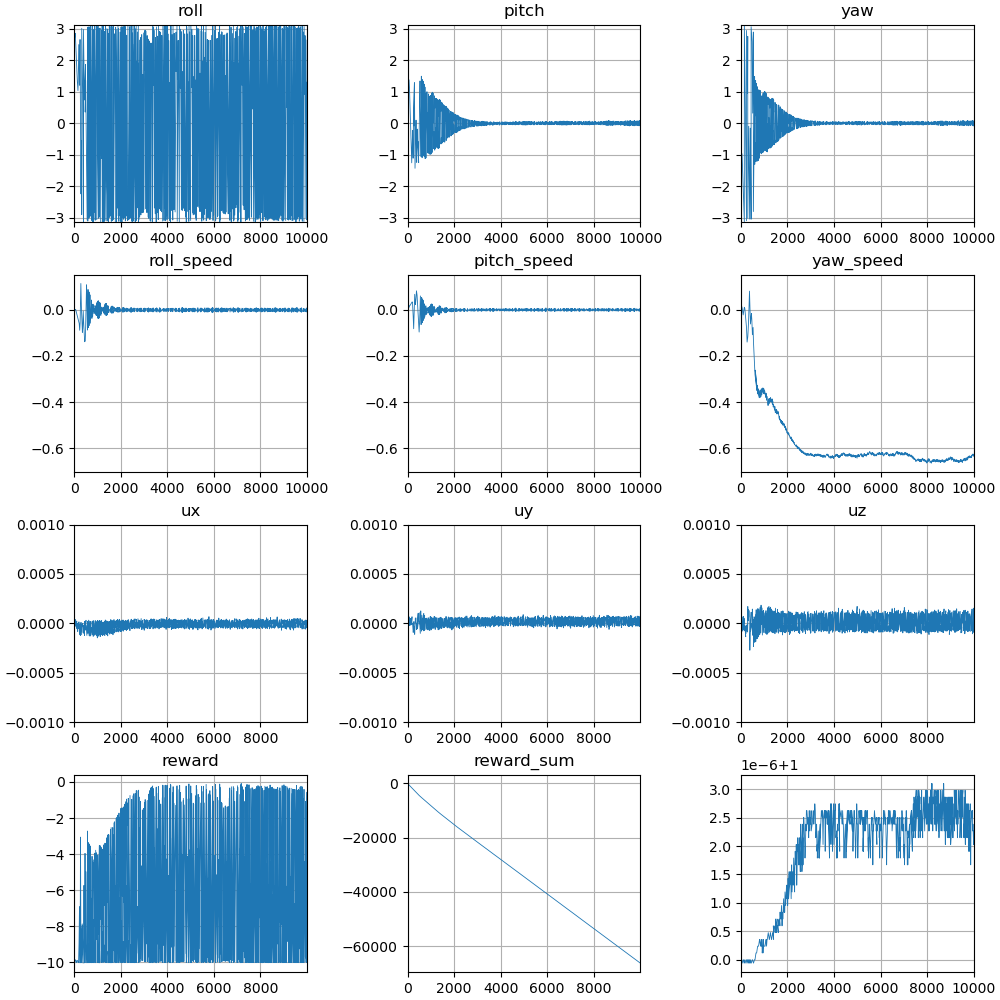 roll pitch yaw
3 3 3
2 2 2
1 1 1
0 0 0
−1 −1 −1
−2 −2 −2
−3 −3 −3
0 2000 4000 6000 8000 10000 0 2000 4000 6000 8000 10000 0 2000 4000 6000 8000 10000
roll_speed pitch_speed yaw_speed
0.0 0.0 0.0
−0.2 −0.2 −0.2
−0.4 −0.4 −0.4
−0.6 −0.6 −0.6
0 2000 4000 6000 8000 10000 0 2000 4000 6000 8000 10000 0 2000 4000 6000 8000 10000
ux uy uz
0.0010 0.0010 0.0010
0.0005 0.0005 0.0005
0.0000 0.0000 0.0000
−0.0005 −0.0005 −0.0005
−0.0010 −0.0010 −0.0010
0 2000 4000 6000 8000 0 2000 4000 6000 8000 0 2000 4000 6000 8000
reward reward_sum 1e−6+1
0 0 3.0
−2 −20000 2.5
−4 −40000 2.0
−6 −60000 1.5
−8 1.0
−10 0.5
0.0
0 2000 4000 6000 8000 0 2000 4000 6000 8000 0 2000 4000 6000 8000 10000